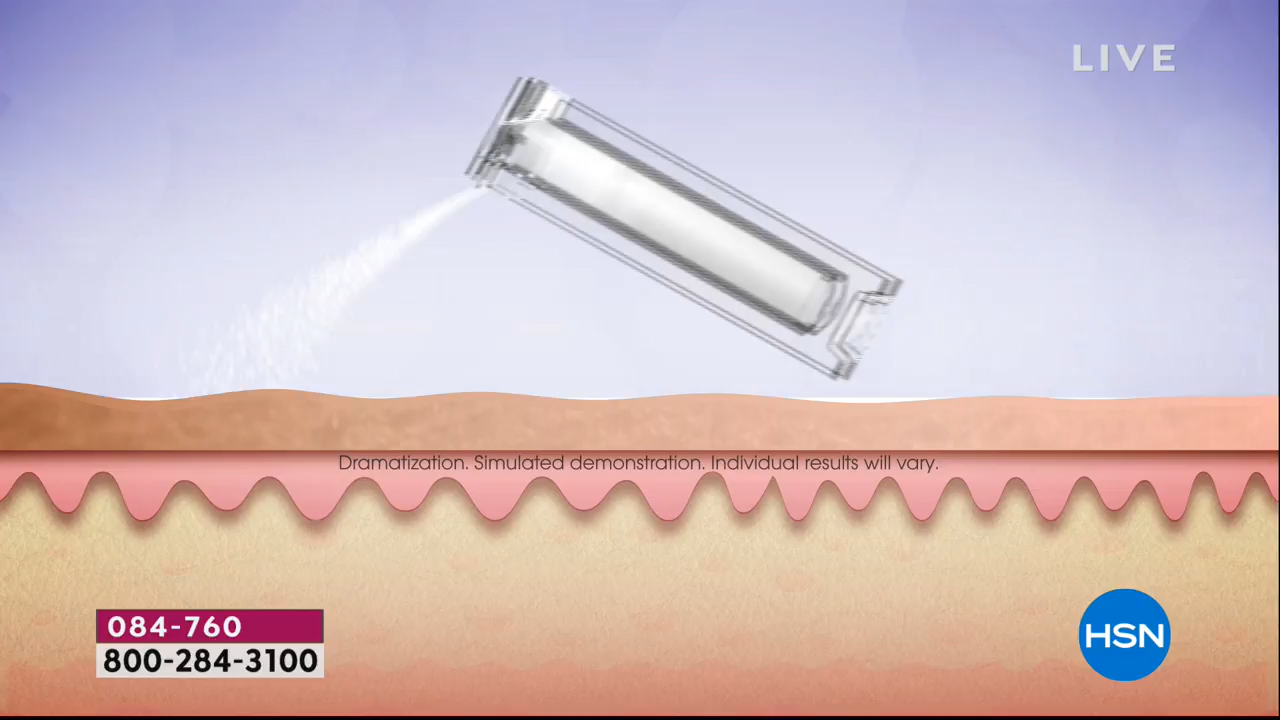 LIVE
Dramatization. Simulated demonstration. Individual results will vary.
084-760
800-284-3100
HSN